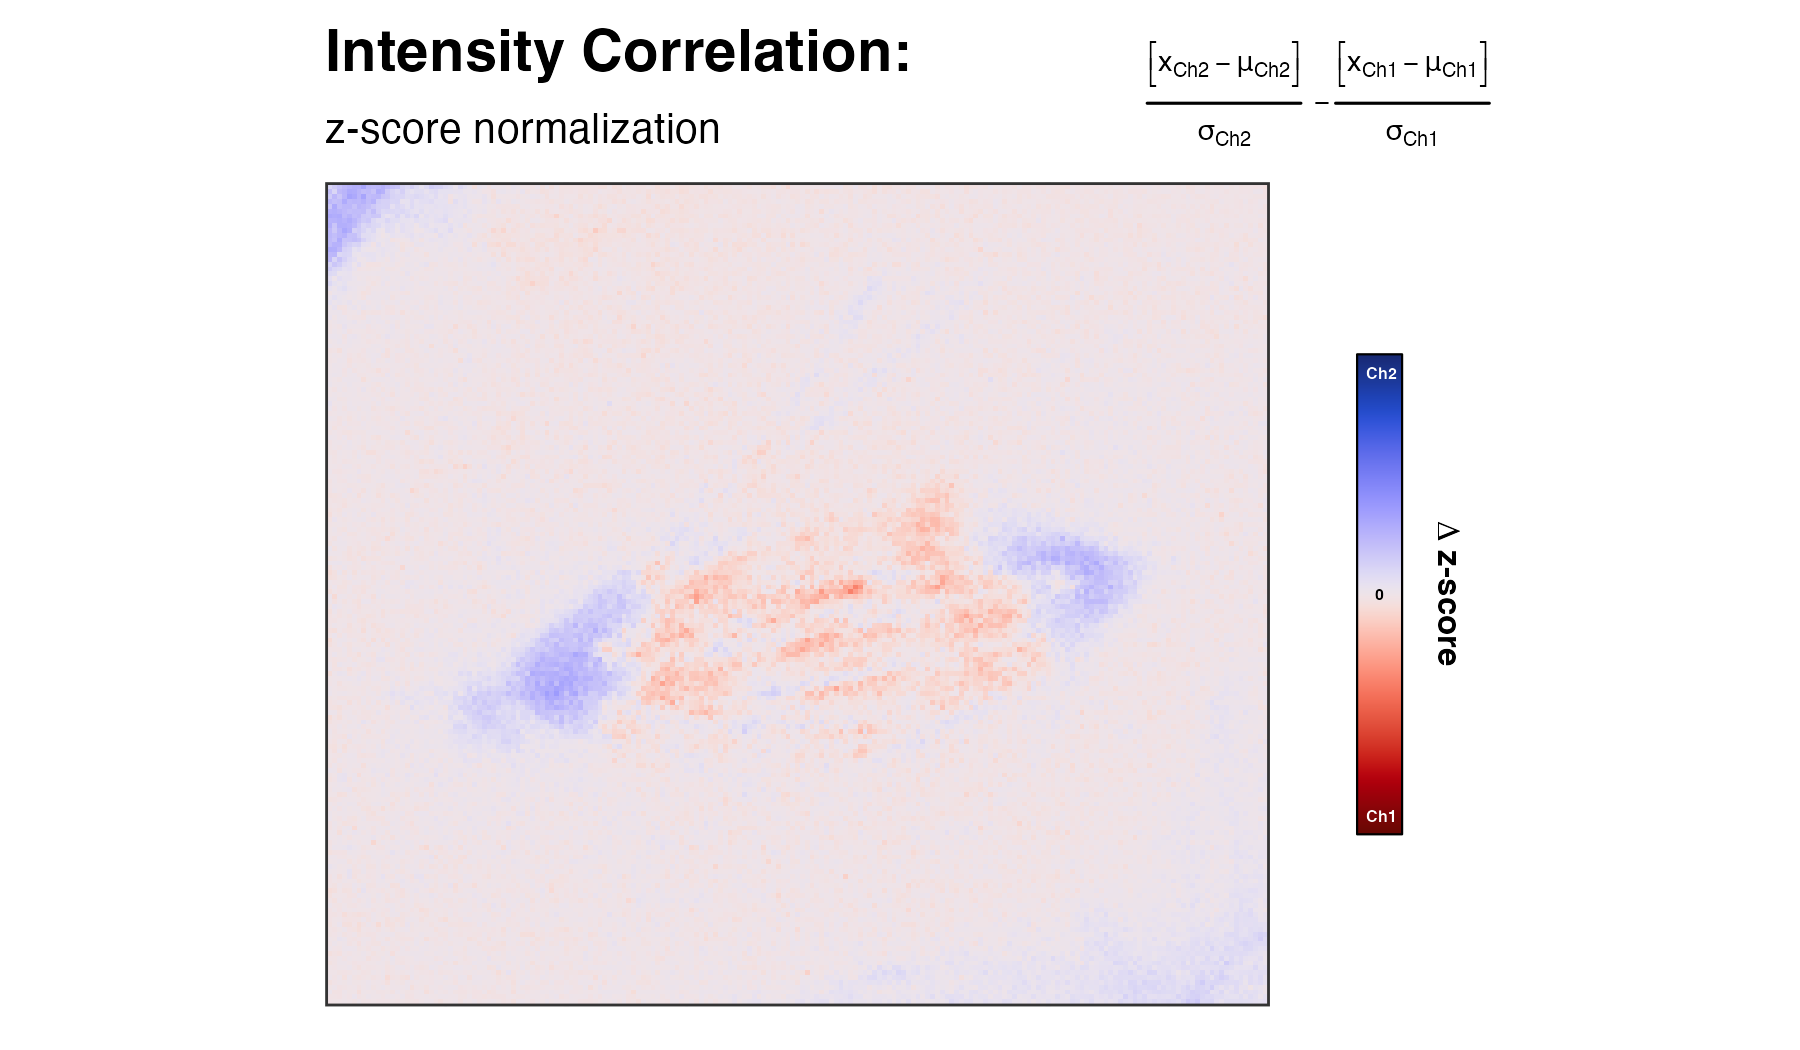 Intensity Correlation:
z-score normalization
[xCh2 – μCh2] [xCh1 – μCh1]
–
σCh2 σCh1
Ch2
0
Ch1
Δ z-score